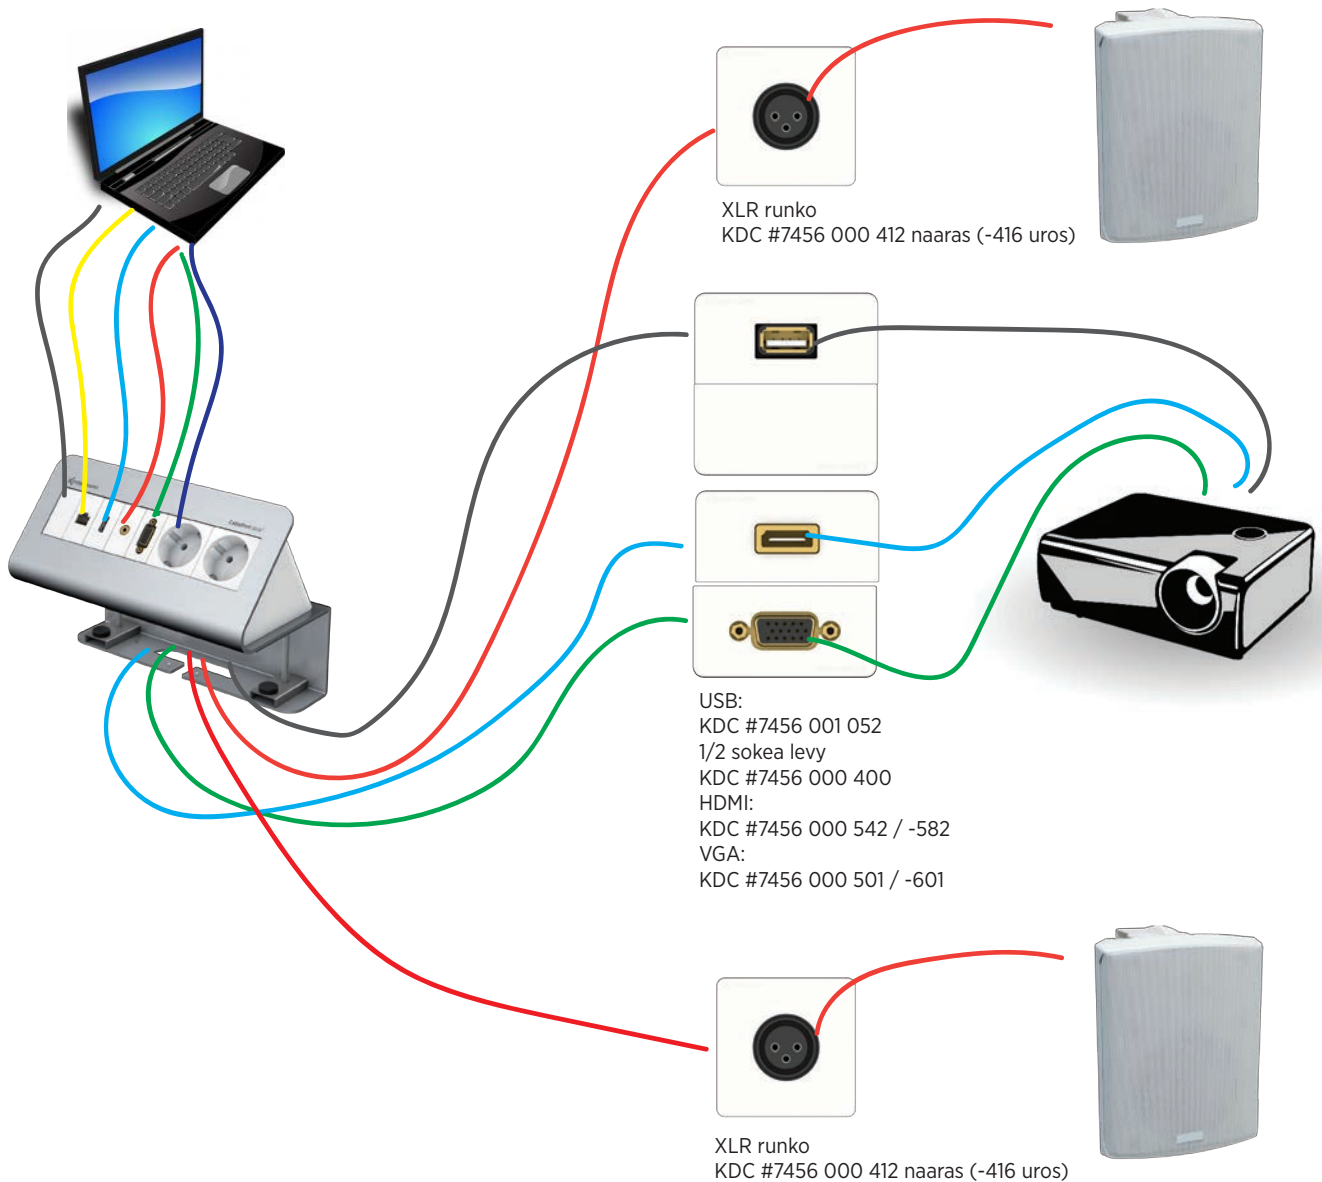 XLR runko
KDC #7456 000 412 naaras (-416 uros)
USB:
KDC #7456 001 052
1/2 sokea levy
KDC #7456 000 400
HDMI:
KDC #7456 000 542 / -582
VGA:
KDC #7456 000 501 / -601
XLR runko
KDC #7456 000 412 naaras (-416 uros)